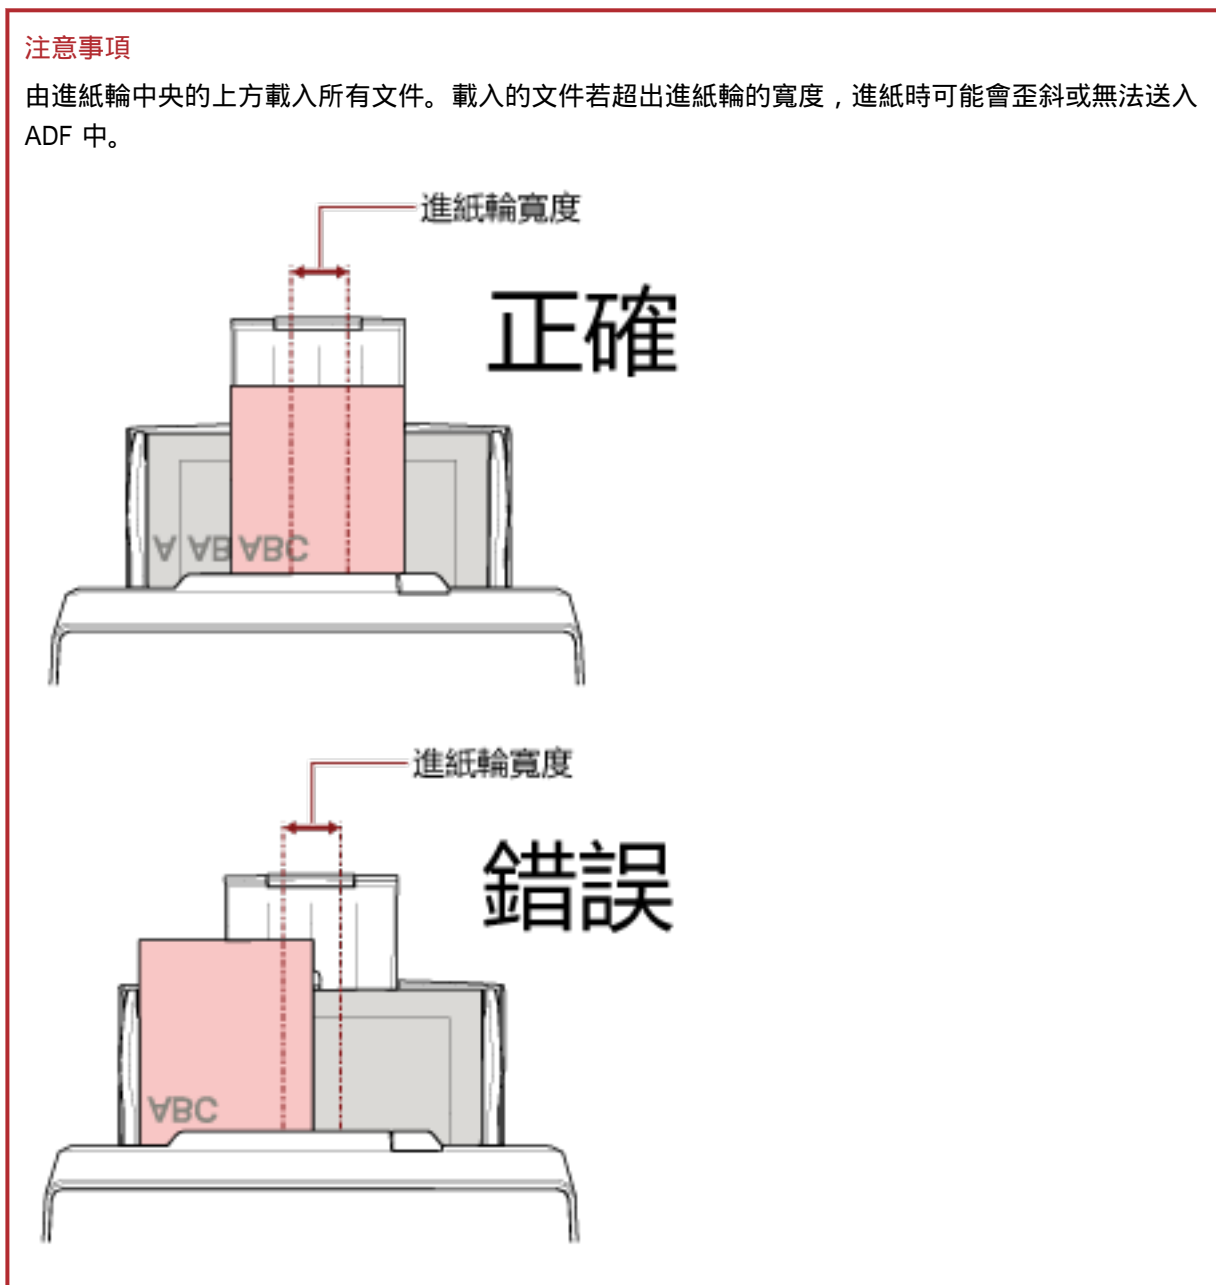 注意事項
由進紙輪中央的上方載入所有文件。載入的文件若超出進紙輪的寬度，進紙時可能會歪斜或無法送入
ADF 中。
進紙輪寬度
正確
∀ ∀B ∀BC
進紙輪寬度
錯誤
∀BC